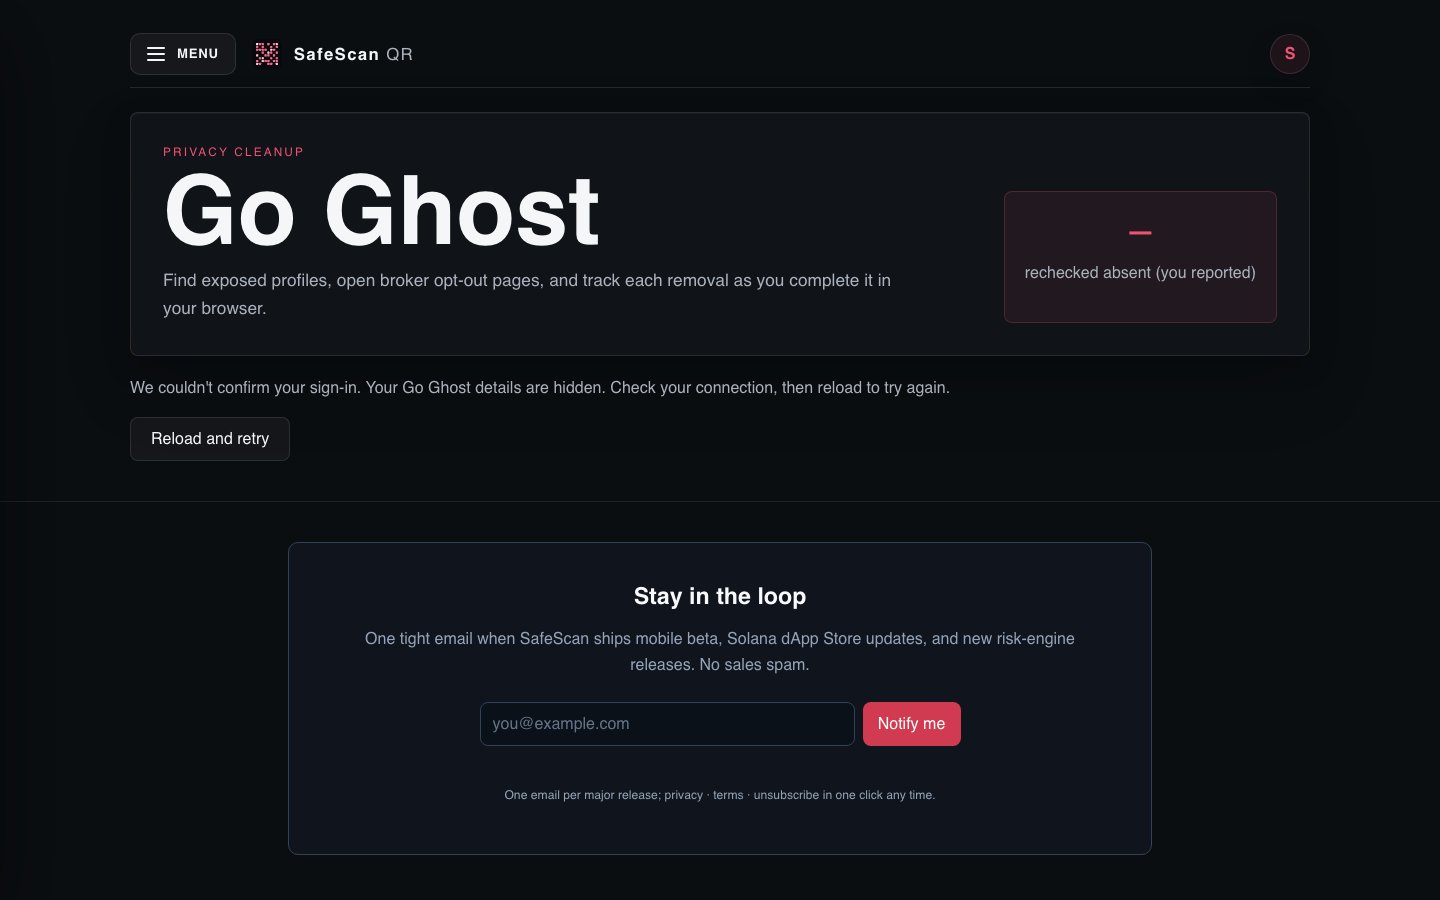 MENU
SafeScan QR
S
PRIVACY CLEANUP
Go Ghost
Find exposed profiles, open broker opt-out pages, and track each removal as you complete it in
your browser.
—
rechecked absent (you reported)
We couldn't confirm your sign-in. Your Go Ghost details are hidden. Check your connection, then reload to try again.
Reload and retry
Stay in the loop
One tight email when SafeScan ships mobile beta, Solana dApp Store updates, and new risk-engine
releases. No sales spam.
you@example.com
Notify me
One email per major release; privacy · terms · unsubscribe in one click any time.